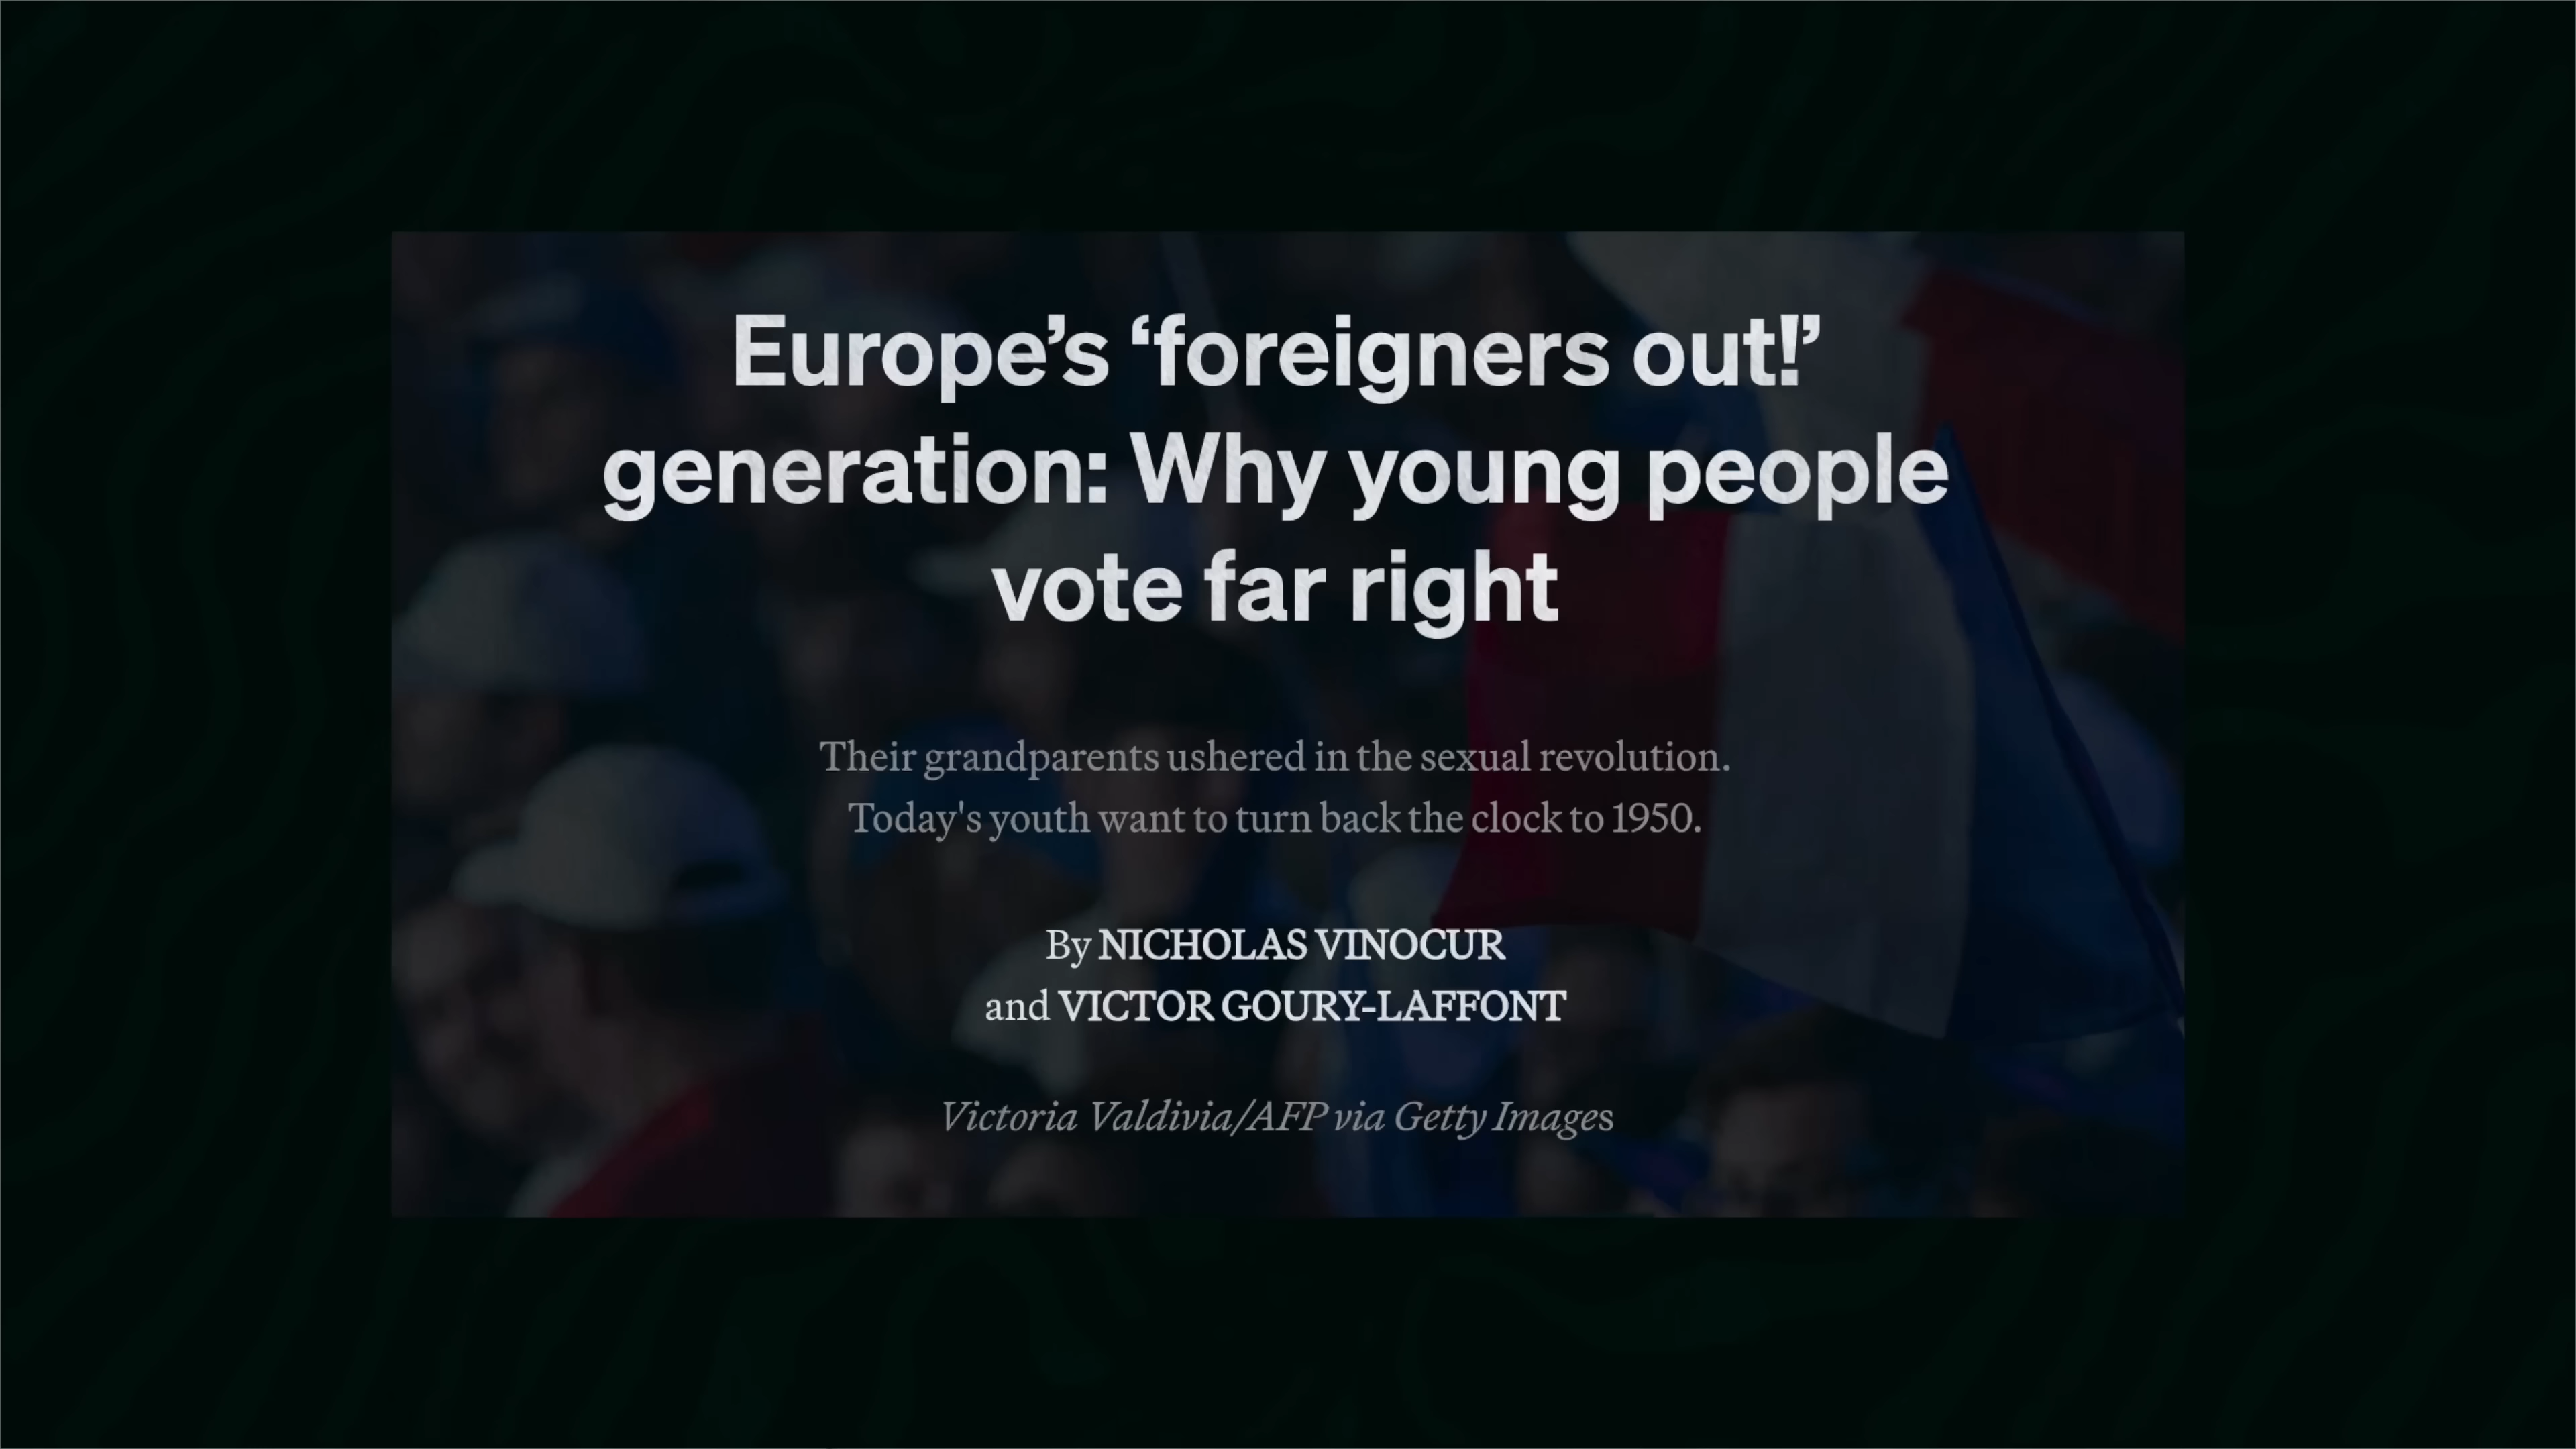 Europe’s ‘foreigners out!’
generation: Why young people
vote far right
Their grandparents ushered in the sexual revolution.
Today's youth want to turn back the clock to 1950.
By NICHOLAS VINOCUR
and VICTOR GOURY-LAFFONT
Victoria Valdivia/AFP via Getty Images